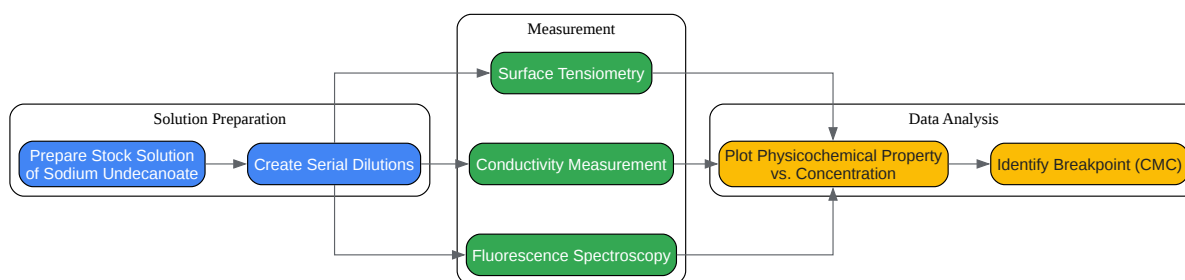 Solution Preparation
Prepare Stock Solution
of Sodium Undecanoate
Create Serial Dilutions
Measurement
Surface Tensiometry
Conductivity Measurement
Fluorescence Spectroscopy
Data Analysis
Plot Physicochemical Property
vs. Concentration
Identify Breakpoint (CMC)